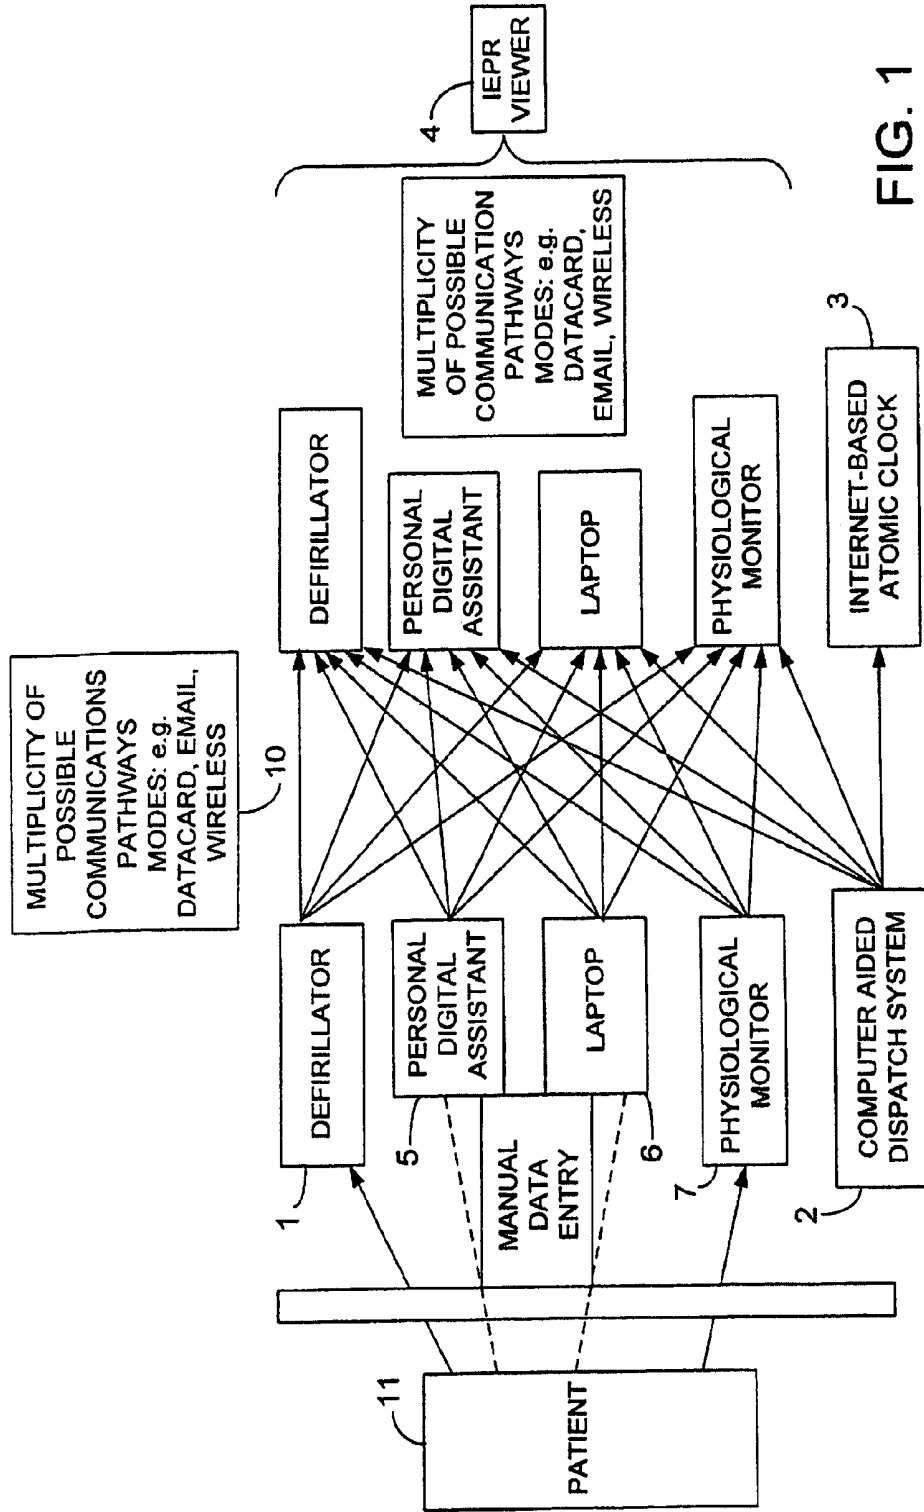 MULTIPLICITY OF
POSSIBLE
COMMUNICATIONS
PATHWAYS
MODES: e.g.
DATACARD, EMAIL,
WIRELESS
10
11
PATIENT
MANUAL
DATA
ENTRY
1
DEFIRILLATOR
5
PERSONAL
DIGITAL
ASSISTANT
6
LAPTOP
7
PHYSIOLOGICAL
MONITOR
2
COMPUTER AIDED
DISPATCH SYSTEM
DEFIRILLATOR
PERSONAL
DIGITAL
ASSISTANT
LAPTOP
PHYSIOLOGICAL
MONITOR
3
INTERNET-BASED
ATOMIC CLOCK
MULTIPLICITY
OF POSSIBLE
COMMUNICATION
PATHWAYS
MODES: e.g.
DATACARD,
EMAIL, WIRELESS
4
IEPR
VIEWER
FIG. 1